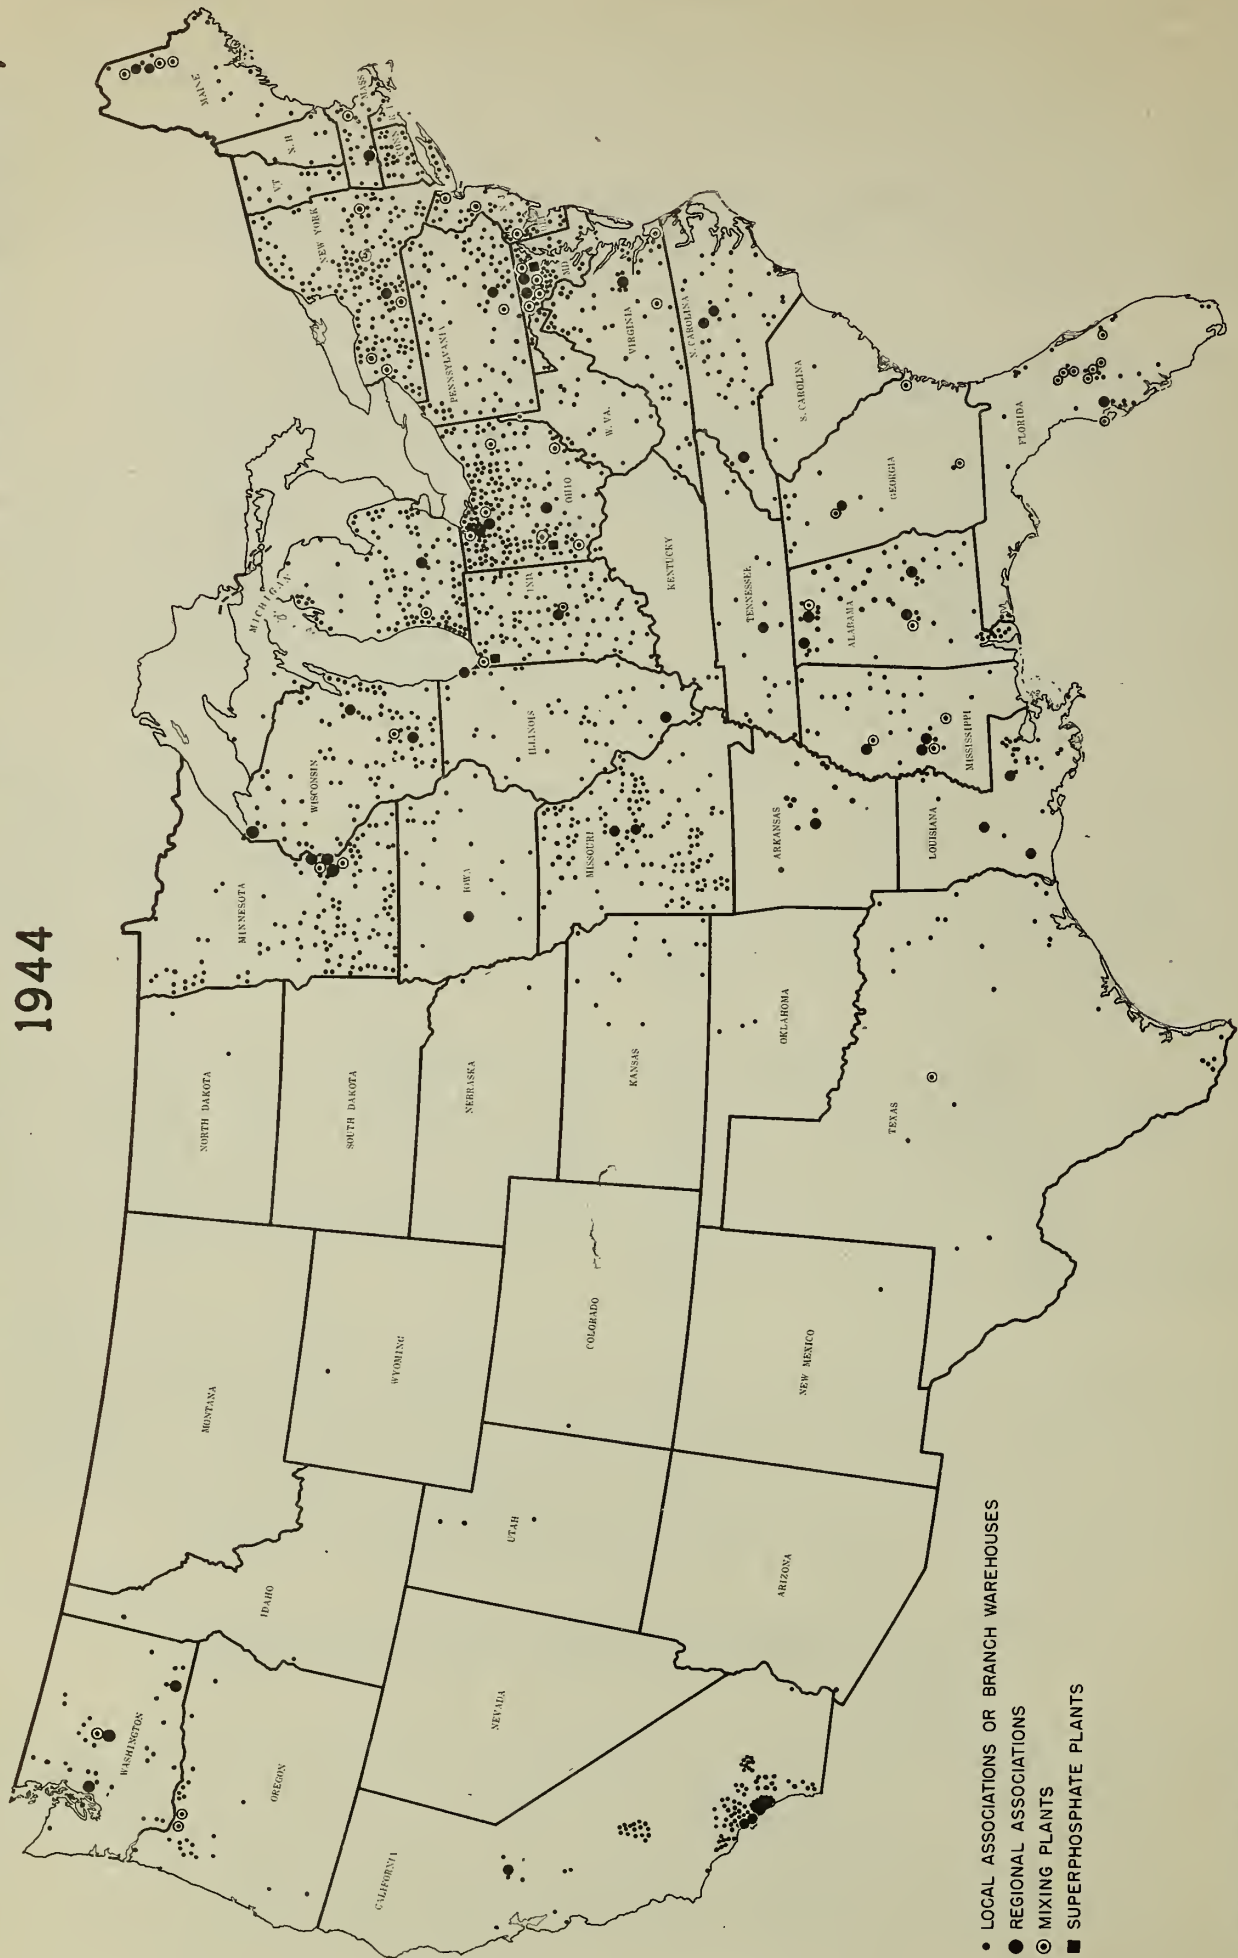 1944
WASHINGTON
OREGON
CALIFORNIA
NEVADA
IDAHO
MONTANA
WYOMING
UTAH
COLORADO
ARIZONA
NEW MEXICO
NORTH DAKOTA
SOUTH DAKOTA
NEBRASKA
KANSAS
OKLAHOMA
TEXAS
MINNESOTA
IOWA
MISSOURI
ARKANSAS
LOUISIANA
WISCONSIN
ILLINOIS
MICHIGAN
IND
OHIO
KENTUCKY
TENNESSEE
MISSISSIPPI
ALABAMA
GEORGIA
FLORIDA
S. CAROLINA
N. CAROLINA
VIRGINIA
W. VA.
MD
DEL
PENNSYLVANIA
N. J.
NEW YORK
CONN
R. I.
MASS
VT
N. H
MAINE
LOCAL ASSOCIATIONS OR BRANCH WAREHOUSES
REGIONAL ASSOCIATIONS
MIXING PLANTS
SUPERPHOSPHATE PLANTS